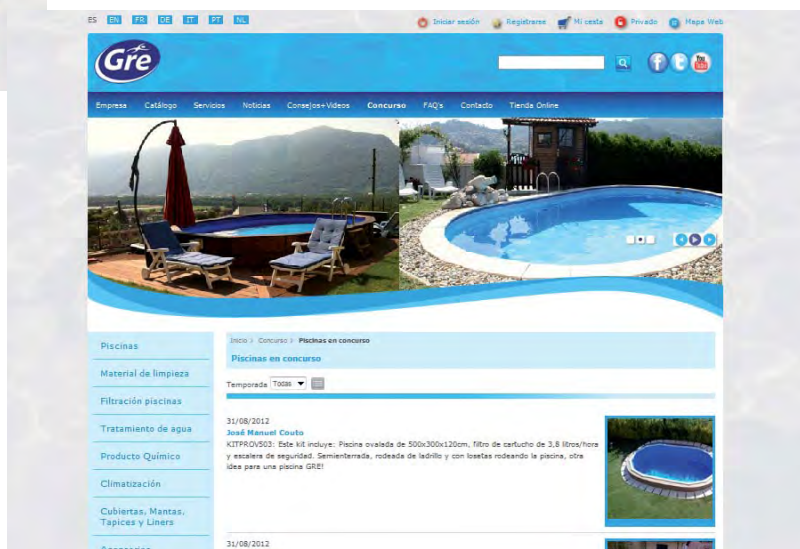 ES EN FR DE IT PT NL
Iniciar sesión Registrarse Mi cesta Privado Mapa Web
Gre
f t You Tube
Empresa Catálogo Servicios Noticias Consejos+Videos Concurso FAQ's Contacto Tienda Online
Inicio > Concurso > Piscinas en concurso
Piscinas en concurso
Temporada Todas
Piscinas
Material de limpieza
Filtración piscinas
Tratamiento de agua
Producto Químico
Climatización
Cubiertas, Mantas,
Tapices y Liners
Accesorios
31/08/2012
José Manuel Couto
KITPROV503: Este kit incluye: Piscina ovalada de 500x300x120cm, filtro de cartucho de 3,8 litros/hora
y escalera de seguridad. Semienterrada, rodeada de ladrillo y con losetas rodeando la piscina, otra
idea para una piscina GRE!
31/08/2012